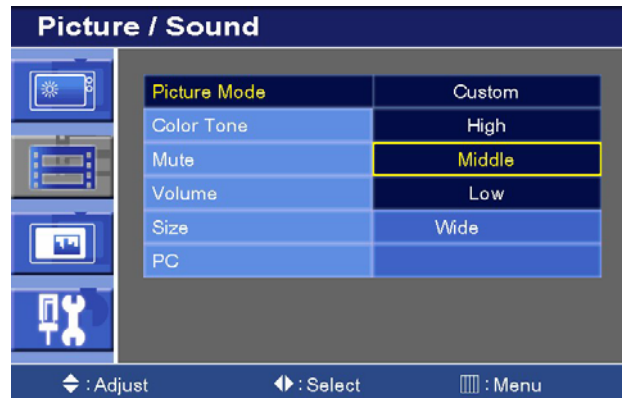 Picture / Sound
Picture Mode Custom
Color Tone High
Mute Middle
Volume Low
Size Wide
PC
: Adjust : Select : Menu